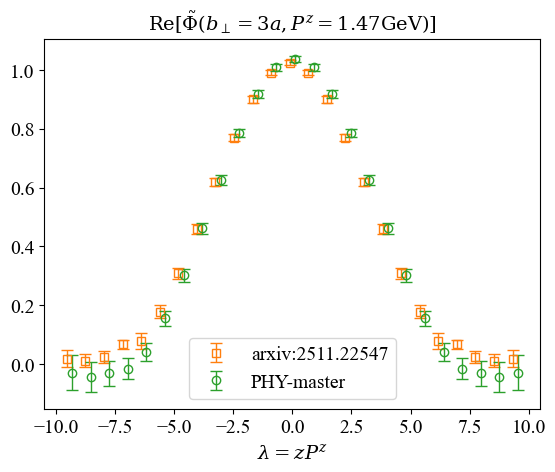 Re[Φ̃(b⊥ = 3a, P^z = 1.47GeV)]
1.0
0.8
0.6
0.4
0.2
0.0
arxiv:2511.22547
PHY-master
−10.0 −7.5 −5.0 −2.5 0.0 2.5 5.0 7.5 10.0
λ = zP^z